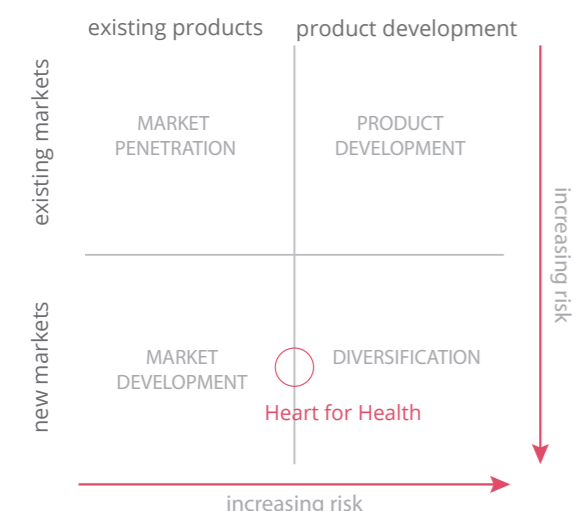 existing products
product development
existing markets
MARKET
PENETRATION
PRODUCT
DEVELOPMENT
increasing risk
new markets
MARKET
DEVELOPMENT
DIVERSIFICATION
Heart for Health
increasing risk